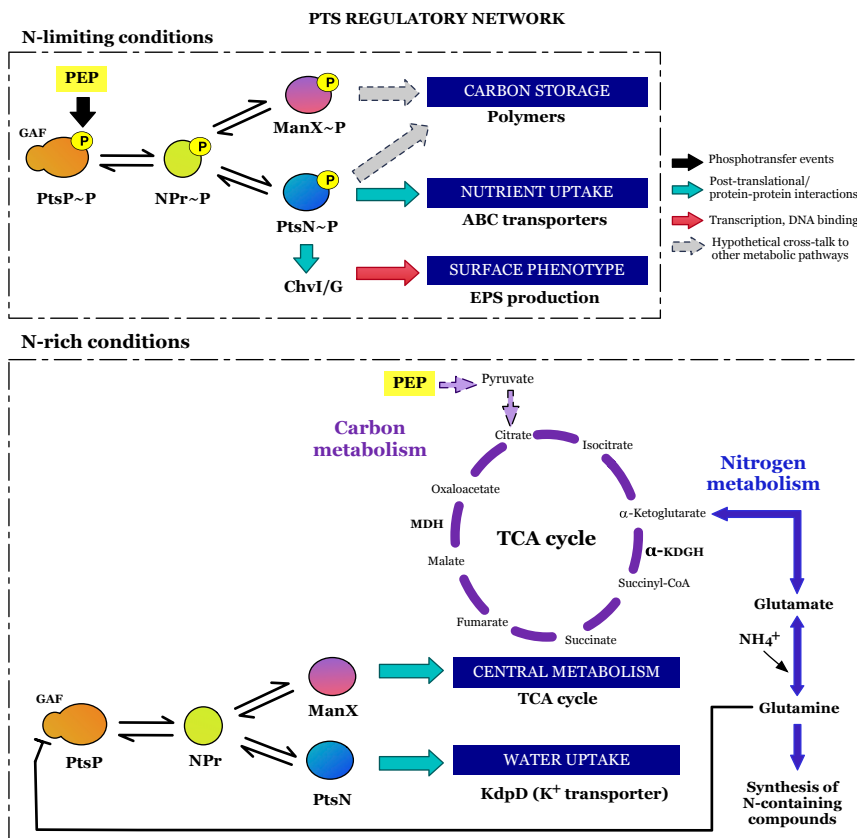 PTS REGULATORY NETWORK
N-limiting conditions
PEP
GAF
P
PtsP~P
P
NPr~P
P
ManX~P
P
PtsN~P
ChvI/G
CARBON STORAGE
Polymers
NUTRIENT UPTAKE
ABC transporters
SURFACE PHENOTYPE
EPS production
Phosphotransfer events
Post-translational/
protein-protein interactions
Transcription, DNA binding
Hypothetical cross-talk to
other metabolic pathways
N-rich conditions
PEP
Pyruvate
Carbon
metabolism
Citrate
Isocitrate
Oxaloacetate
α-Ketoglutarate
MDH
TCA cycle
α-KDGH
Malate
Succinyl-CoA
Fumarate
Succinate
Nitrogen
metabolism
Glutamate
NH₄⁺
Glutamine
Synthesis of
N-containing
compounds
GAF
PtsP
NPr
ManX
PtsN
CENTRAL METABOLISM
TCA cycle
WATER UPTAKE
KdpD (K⁺ transporter)